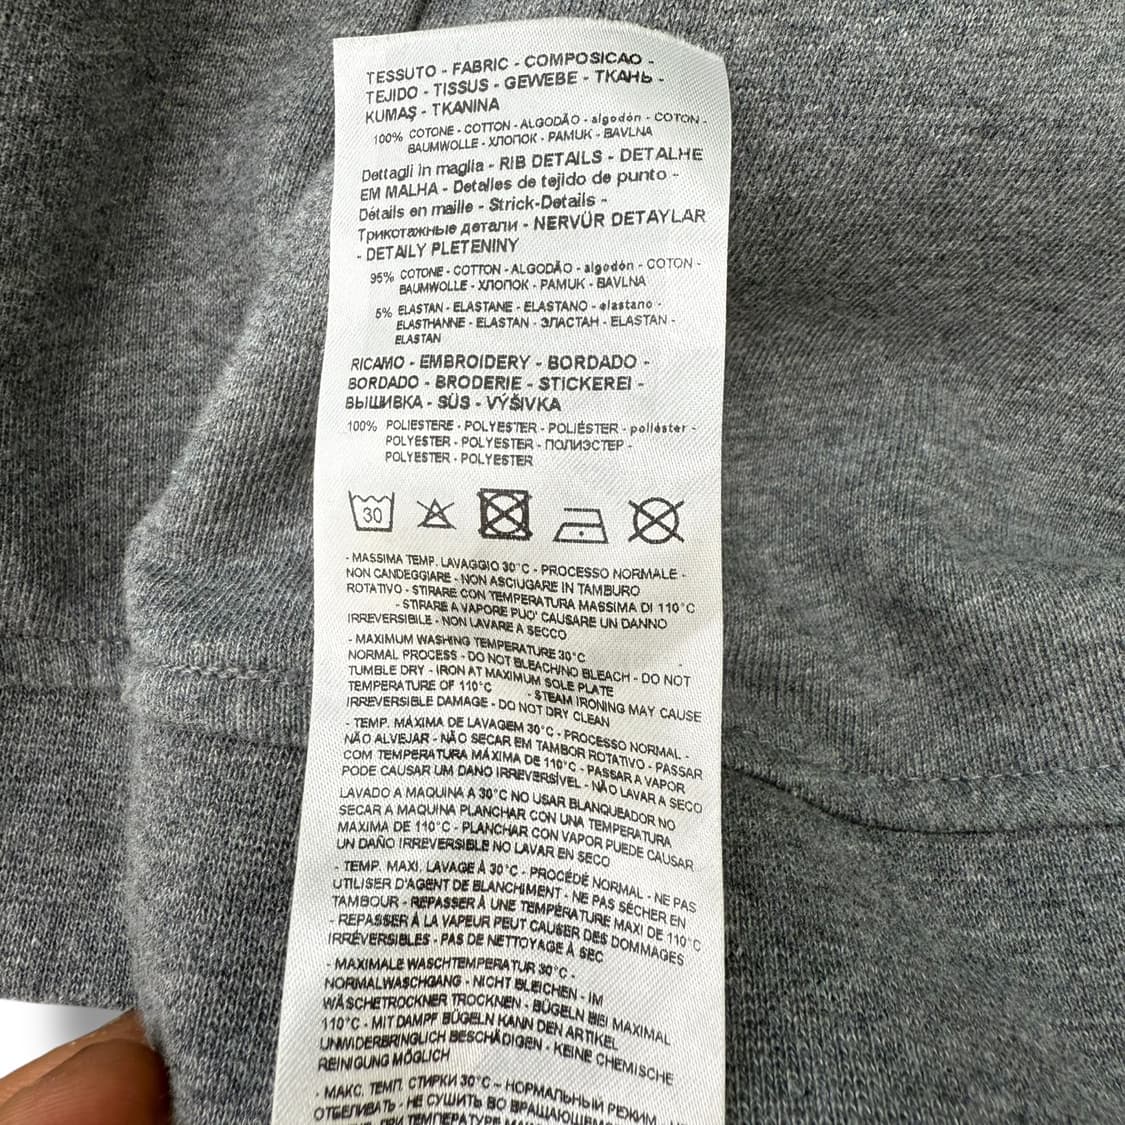 TESSUTO - FABRIC - COMPOSICAO -
TEJIDO - TISSUS - GEWEBE - ТКАНЬ -
KUMAŞ - TKANINA
100% COTONE - COTTON - ALGODÃO - algodón - COTON -
BAUMWOLLE - ХЛОПОК - PAMUK - BAVLNA
Dettagli in maglia - RIB DETAILS - DETALHE
EM MALHA - Detalles de tejido de punto -
Détails en maille - Strick-Details -
Трикотажные детали - NERVÜR DETAYLAR
- DETAILY PLETENINY
95% COTONE - COTTON - ALGODÃO - algodón - COTON -
BAUMWOLLE - ХЛОПОК - PAMUK - BAVLNA
5% ELASTAN - ELASTANE - ELASTANO - elastano -
ELASTHANNE - ELASTAN - ЭЛАСТАН - ELASTAN -
ELASTAN
RICAMO - EMBROIDERY - BORDADO -
BORDADO - BRODERIE - STICKEREI -
ВЫШИВКА - SÜS - VÝŠIVKA
100% POLIESTERE - POLYESTER - POLIÉSTER - poliéster -
POLYESTER - POLYESTER - ПОЛИЭСТЕР -
POLYESTER - POLYESTER
30
- MASSIMA TEMP. LAVAGGIO 30°C - PROCESSO NORMALE -
NON CANDEGGIARE - NON ASCIUGARE IN TAMBURO
ROTATIVO - STIRARE CON TEMPERATURA MASSIMA DI 110°C
- STIRARE A VAPORE PUO' CAUSARE UN DANNO
IRREVERSIBILE - NON LAVARE A SECCO
- MAXIMUM WASHING TEMPERATURE 30°C
NORMAL PROCESS - DO NOT BLEACHING BLEACH - DO NOT
TUMBLE DRY - IRON AT MAXIMUM SOLE PLATE
TEMPERATURE OF 110°C - STEAM IRONING MAY CAUSE
IRREVERSIBLE DAMAGE - DO NOT DRY CLEAN
- TEMP. MÁXIMA DE LAVAGEM 30°C - PROCESSO NORMAL -
NÃO ALVEJAR - NÃO SECAR EM TAMBOR ROTATIVO - PASSAR
COM TEMPERATURA MÁXIMA DE 110°C - PASSAR A VAPOR
PODE CAUSAR UM DANO IRREVERSÍVEL - NÃO LAVAR A SECO
LAVADO A MAQUINA A 30°C NO USAR BLANQUEADOR NO
SECAR A MAQUINA PLANCHAR CON UNA TEMPERATURA
MAXIMA DE 110°C - PLANCHAR CON VAPOR PUEDE CAUSAR
UN DAÑO IRREVERSIBLE NO LAVAR EN SECO
- TEMP. MAXI. LAVAGE À 30°C - PROCÉDÉ NORMAL - NE PAS
UTILISER D'AGENT DE BLANCHIMENT - NE PAS SÉCHER EN
TAMBOUR - REPASSER À UNE TEMPÉRATURE MAXI DE 110°C
- REPASSER À LA VAPEUR PEUT CAUSER DES DOMMAGES
IRRÉVERSIBLES - PAS DE NETTOYAGE À SEC
- MAXIMALE WASCHTEMPERATUR 30°C -
NORMALWASCHGANG - NICHT BLEICHEN - IM
WÄSCHETROCKNER TROCKNEN - BÜGELN BEI MAXIMAL
110°C - MIT DAMPF BÜGELN KANN DEN ARTIKEL
UNWIDERBRINGLICH BESCHÄDIGEN - KEINE CHEMISCHE
REINIGUNG MÖGLICH
- МАКС. ТЕМП. СТИРКИ 30°C - НОРМАЛЬНЫЙ РЕЖИМ
ОТБЕЛИВАТЬ - НЕ СУШИТЬ ВО ВРАЩАЮЩЕМ
ПРИ ТЕМПЕРАТУРЕ МАКС